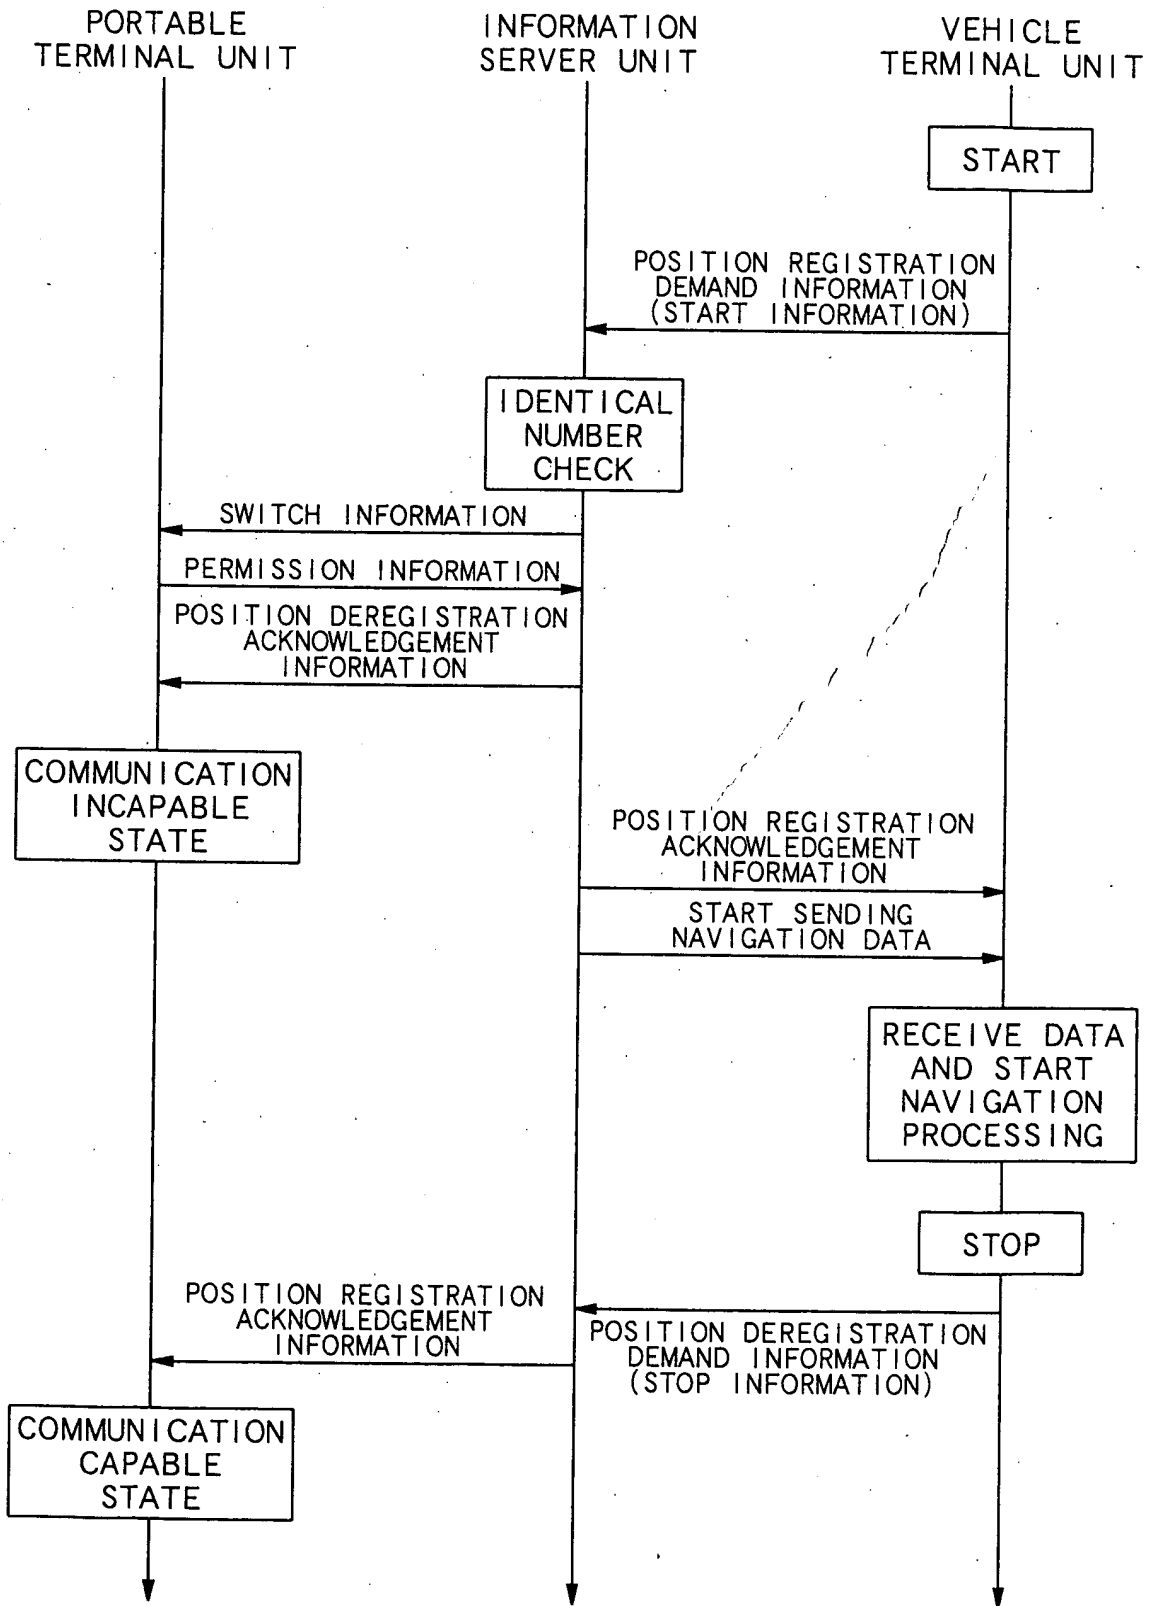 PORTABLE
TERMINAL UNIT
INFORMATION
SERVER UNIT
VEHICLE
TERMINAL UNIT
START
POSITION REGISTRATION
DEMAND INFORMATION
(START INFORMATION)
IDENTICAL
NUMBER
CHECK
SWITCH INFORMATION
PERMISSION INFORMATION
POSITION DEREGISTRATION
ACKNOWLEDGEMENT
INFORMATION
COMMUNICATION
INCAPABLE
STATE
POSITION REGISTRATION
ACKNOWLEDGEMENT
INFORMATION
START SENDING
NAVIGATION DATA
RECEIVE DATA
AND START
NAVIGATION
PROCESSING
STOP
POSITION REGISTRATION
ACKNOWLEDGEMENT
INFORMATION
POSITION DEREGISTRATION
DEMAND INFORMATION
(STOP INFORMATION)
COMMUNICATION
CAPABLE
STATE